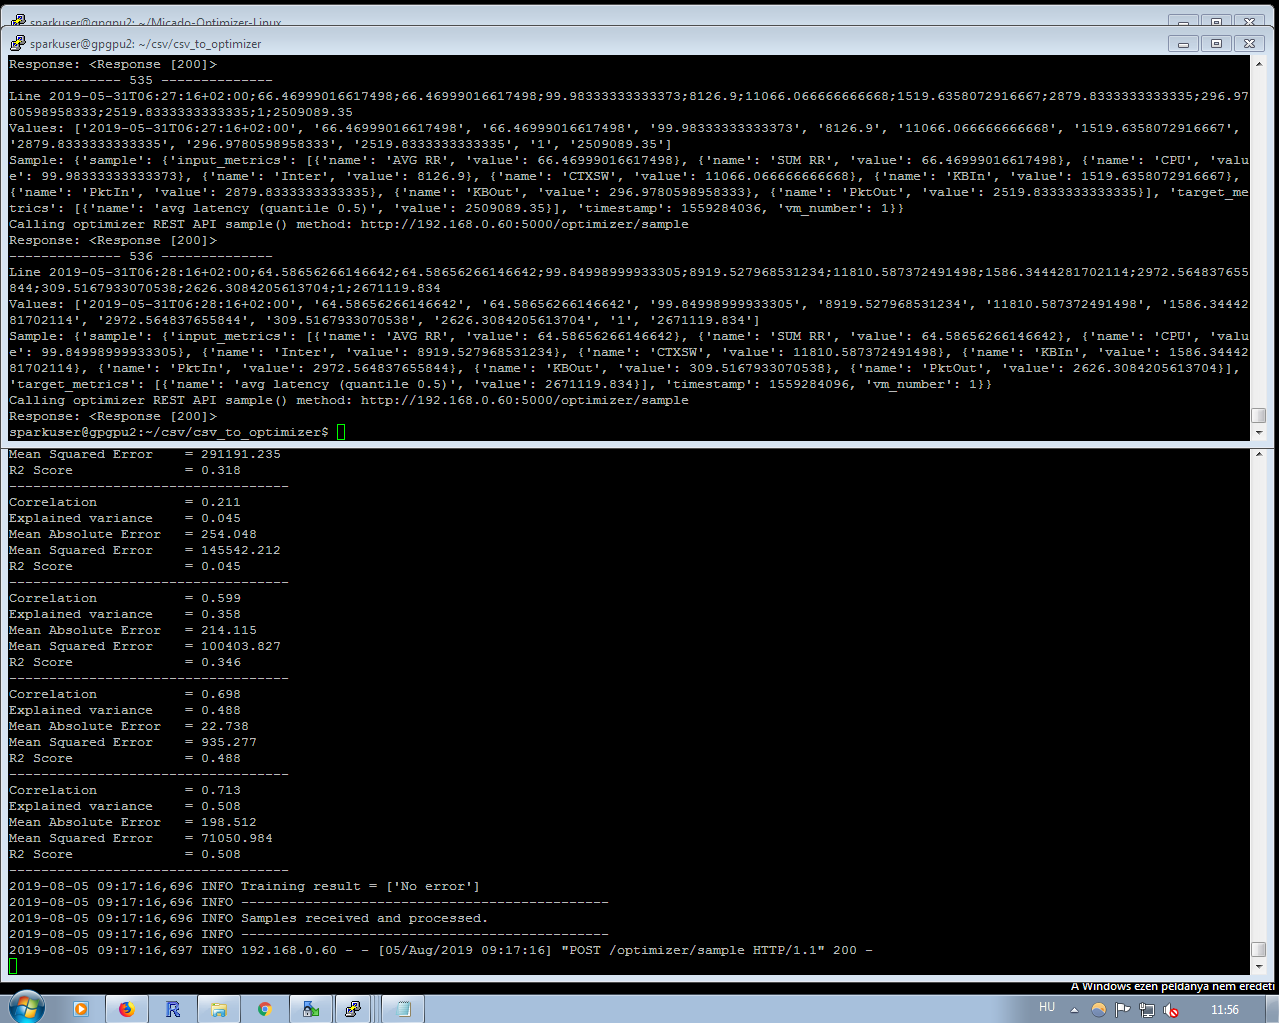 sparkuser@gpgpu2: ~/Micado-Optimizer-Linux
sparkuser@gpgpu2: ~/csv/csv_to_optimizer
Response: <Response [200]>
-------------- 535 --------------
Line 2019-05-31T06:27:16+02:00;66.46999016617498;66.46999016617498;99.98333333333373;8126.9;11066.066666666668;1519.6358072916667;2879.8333333333335;296.97
80598958333;2519.8333333333335;1;2509089.35
Values: ['2019-05-31T06:27:16+02:00', '66.46999016617498', '66.46999016617498', '99.98333333333373', '8126.9', '11066.066666666668', '1519.6358072916667',
'2879.8333333333335', '296.9780598958333', '2519.8333333333335', '1', '2509089.35']
Sample: {'sample': {'input_metrics': [{'name': 'AVG RR', 'value': 66.46999016617498}, {'name': 'SUM RR', 'value': 66.46999016617498}, {'name': 'CPU', 'valu
e': 99.98333333333373}, {'name': 'Inter', 'value': 8126.9}, {'name': 'CTXSW', 'value': 11066.066666666668}, {'name': 'KBIn', 'value': 1519.6358072916667},
{'name': 'PktIn', 'value': 2879.8333333333335}, {'name': 'KBOut', 'value': 296.9780598958333}, {'name': 'PktOut', 'value': 2519.8333333333335}], 'target_me
trics': [{'name': 'avg latency (quantile 0.5)', 'value': 2509089.35}], 'timestamp': 1559284036, 'vm_number': 1}}
Calling optimizer REST API sample() method: http://192.168.0.60:5000/optimizer/sample
Response: <Response [200]>
-------------- 536 --------------
Line 2019-05-31T06:28:16+02:00;64.58656266146642;64.58656266146642;99.84998999933305;8919.527968531234;11810.587372491498;1586.3444281702114;2972.564837655
844;309.5167933070538;2626.3084205613704;1;2671119.834
Values: ['2019-05-31T06:28:16+02:00', '64.58656266146642', '64.58656266146642', '99.84998999933305', '8919.527968531234', '11810.587372491498', '1586.34442
81702114', '2972.564837655844', '309.5167933070538', '2626.3084205613704', '1', '2671119.834']
Sample: {'sample': {'input_metrics': [{'name': 'AVG RR', 'value': 64.58656266146642}, {'name': 'SUM RR', 'value': 64.58656266146642}, {'name': 'CPU', 'valu
e': 99.84998999933305}, {'name': 'Inter', 'value': 8919.527968531234}, {'name': 'CTXSW', 'value': 11810.587372491498}, {'name': 'KBIn', 'value': 1586.34442
81702114}, {'name': 'PktIn', 'value': 2972.564837655844}, {'name': 'KBOut', 'value': 309.5167933070538}, {'name': 'PktOut', 'value': 2626.3084205613704}],
'target_metrics': [{'name': 'avg latency (quantile 0.5)', 'value': 2671119.834}], 'timestamp': 1559284096, 'vm_number': 1}}
Calling optimizer REST API sample() method: http://192.168.0.60:5000/optimizer/sample
Response: <Response [200]>
sparkuser@gpgpu2:~/csv/csv_to_optimizer$
Mean Squared Error    = 291191.235
R2 Score              = 0.318
-----------------------------------
Correlation           = 0.211
Explained variance    = 0.045
Mean Absolute Error   = 254.048
Mean Squared Error    = 145542.212
R2 Score              = 0.045
-----------------------------------
Correlation           = 0.599
Explained variance    = 0.358
Mean Absolute Error   = 214.115
Mean Squared Error    = 100403.827
R2 Score              = 0.346
-----------------------------------
Correlation           = 0.698
Explained variance    = 0.488
Mean Absolute Error   = 22.738
Mean Squared Error    = 935.277
R2 Score              = 0.488
-----------------------------------
Correlation           = 0.713
Explained variance    = 0.508
Mean Absolute Error   = 198.512
Mean Squared Error    = 71050.984
R2 Score              = 0.508
-----------------------------------
2019-08-05 09:17:16,696 INFO Training result = ['No error']
2019-08-05 09:17:16,696 INFO ----------------------------------------------
2019-08-05 09:17:16,696 INFO Samples received and processed.
2019-08-05 09:17:16,696 INFO ----------------------------------------------
2019-08-05 09:17:16,697 INFO 192.168.0.60 - - [05/Aug/2019 09:17:16] "POST /optimizer/sample HTTP/1.1" 200 -
A Windows ezen példánya nem eredeti
HU
11:56